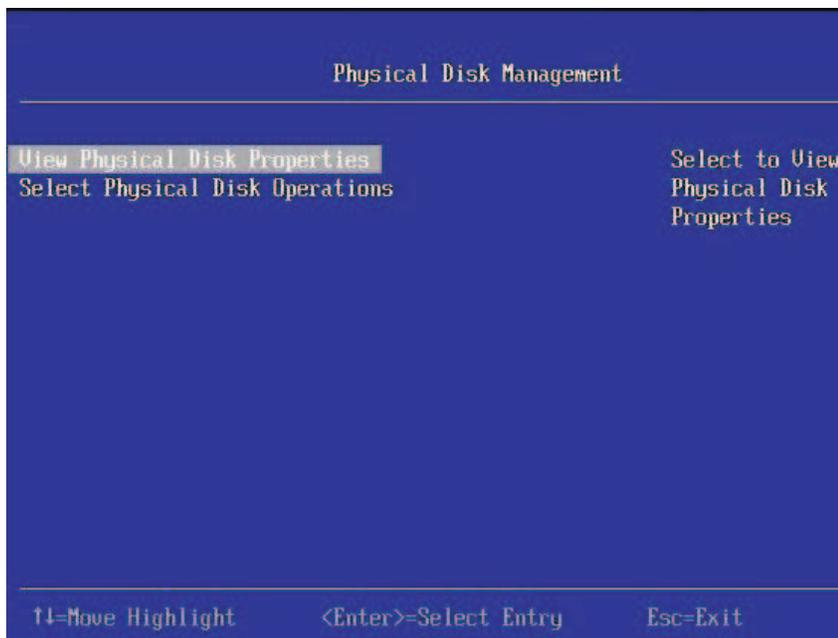 Physical Disk Management
View Physical Disk Properties
Select Physical Disk Operations
Select to View
Physical Disk
Properties
↑↓=Move Highlight <Enter>=Select Entry Esc=Exit